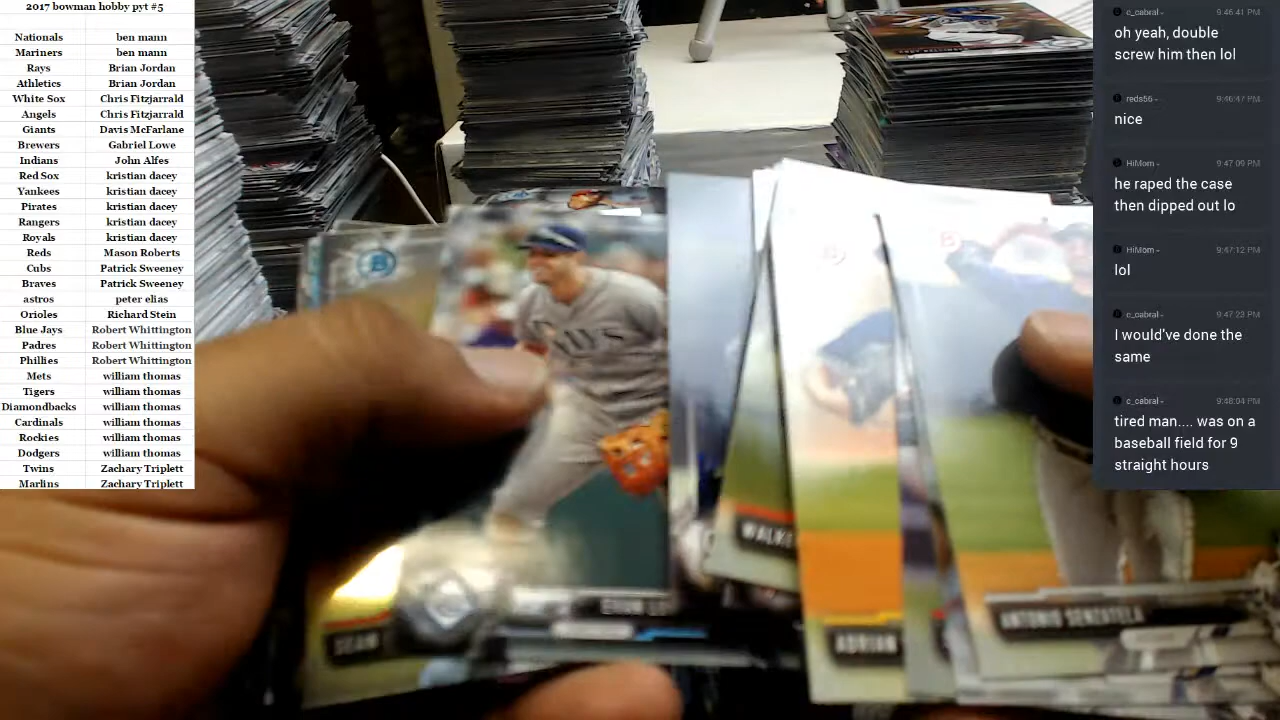 2017 bowman hobby pyt #5
Nationals ben mann
Mariners ben mann
Rays Brian Jordan
Athletics Brian Jordan
White Sox Chris Fitzjarrald
Angels Chris Fitzjarrald
Giants Davis McFarlane
Brewers Gabriel Lowe
Indians John Alfes
Red Sox kristian dacey
Yankees kristian dacey
Pirates kristian dacey
Rangers kristian dacey
Royals kristian dacey
Reds Mason Roberts
Cubs Patrick Sweeney
Braves Patrick Sweeney
astros peter elias
Orioles Richard Stein
Blue Jays Robert Whittington
Padres Robert Whittington
Phillies Robert Whittington
Mets william thomas
Tigers william thomas
Diamondbacks william thomas
Cardinals william thomas
Rockies william thomas
Dodgers william thomas
Twins Zachary Triplett
Marlins Zachary Triplett
c_cabral 9:46:41 PM
oh yeah, double
screw him then lol
reds56 9:46:47 PM
nice
HiMom 9:47:09 PM
he raped the case
then dipped out lo
HiMom 9:47:12 PM
lol
c_cabral 9:47:23 PM
I would've done the
same
c_cabral 9:48:04 PM
tired man.... was on a
baseball field for 9
straight hours
B
SEAN
WALKE
ADRIAN
ANTONIO SENZATELA